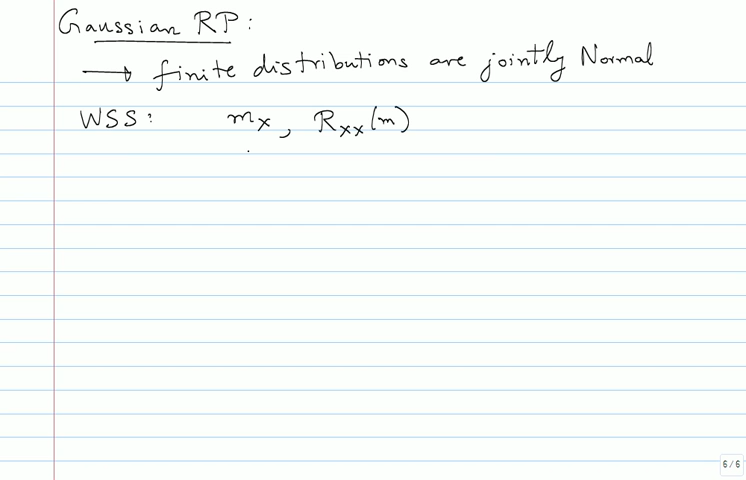 Gaussian RP:
→ finite distributions are jointly Normal
WSS: m_x, R_xx(m)
6/6